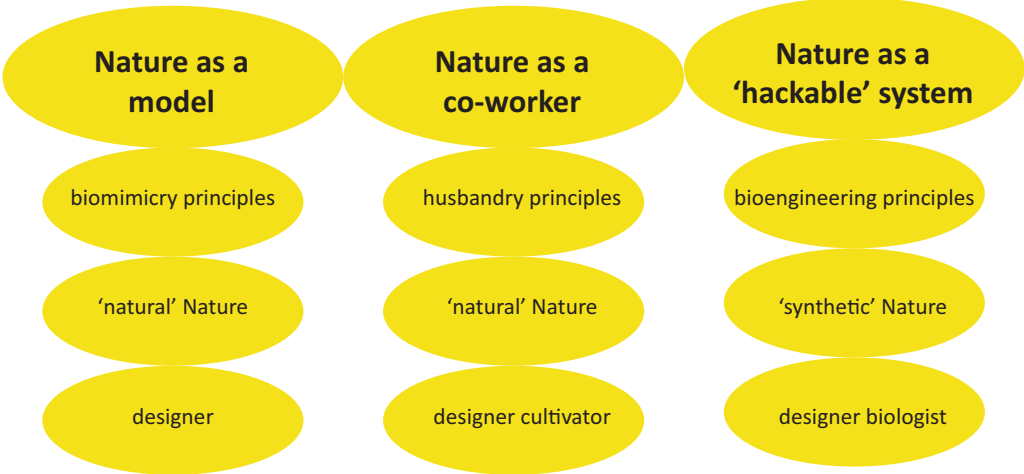 Nature as a
model
Nature as a
co-worker
Nature as a
‘hackable’ system
biomimicry principles
husbandry principles
bioengineering principles
‘natural’ Nature
‘natural’ Nature
‘synthetic’ Nature
designer
designer cultivator
designer biologist